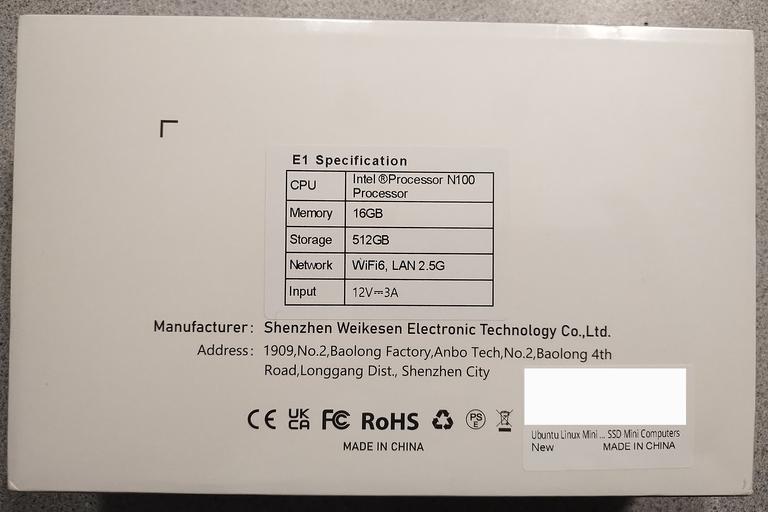 E1 Specification
CPU Intel ®Processor N100
Processor
Memory 16GB
Storage 512GB
Network WiFi6, LAN 2.5G
Input 12V⎓3A
Manufacturer: Shenzhen Weikesen Electronic Technology Co.,Ltd.
Address: 1909,No.2,Baolong Factory,Anbo Tech,No.2,Baolong 4th
Road,Longgang Dist., Shenzhen City
CE UK CA FC RoHS PS E
MADE IN CHINA
Ubuntu Linux Mini ... SSD Mini Computers
New MADE IN CHINA